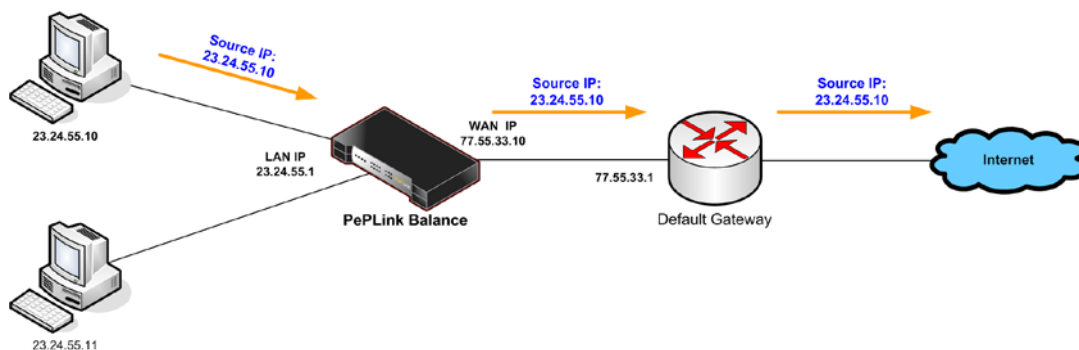 Source IP:
23.24.55.10
23.24.55.10
LAN IP
23.24.55.1
PePLink Balance
WAN IP
77.55.33.10
Source IP:
23.24.55.10
77.55.33.1
Default Gateway
Source IP:
23.24.55.10
Internet
23.24.55.11